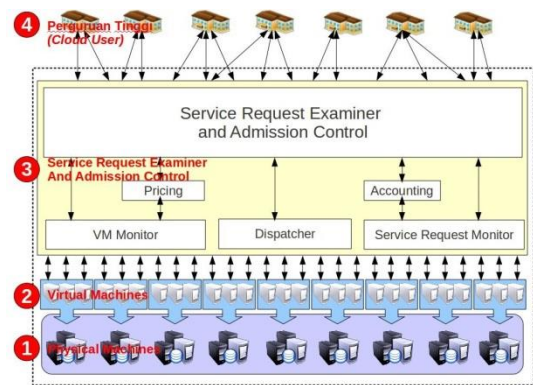 4 Perguruan Tinggi
(Cloud User)
Service Request Examiner
and Admission Control
3 Service Request Examiner
And Admission Control
Pricing
Accounting
VM Monitor
Dispatcher
Service Request Monitor
2 Virtual Machines
1 Physical Machines